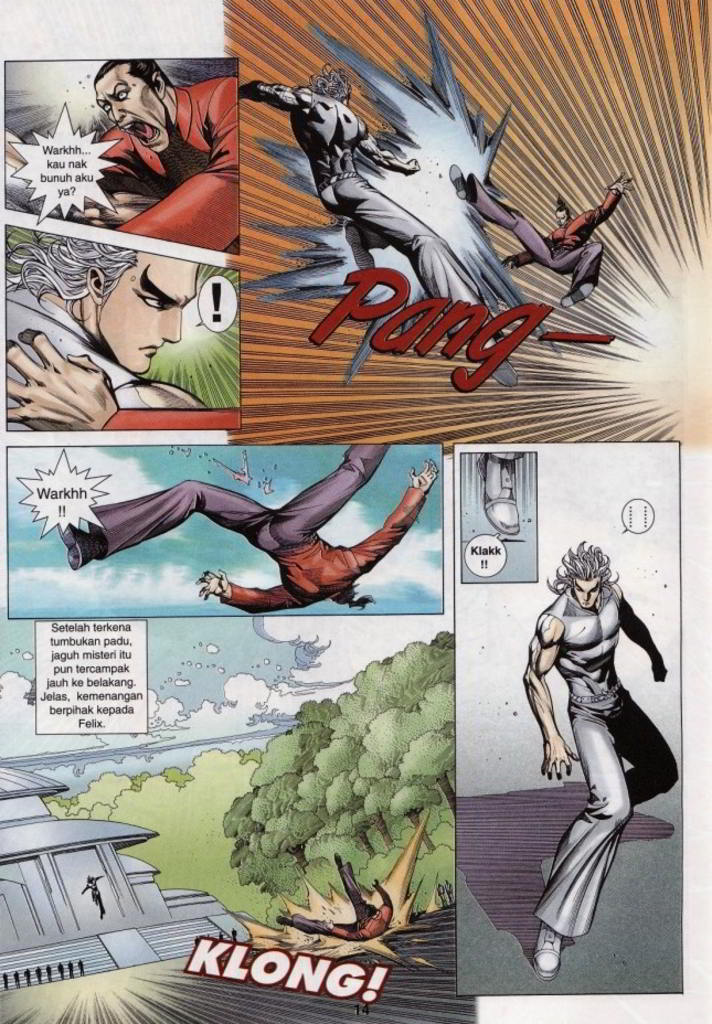 Warkhh...
kau nak
bunuh aku
ya?
Pang—
!
Warkhh
!!
Klakk
!!
......
Setelah terkena
tumbukan padu,
jaguh misteri itu
pun tercampak
jauh ke belakang.
Jelas, kemenangan
berpihak kepada
Felix.
KLONG!
14